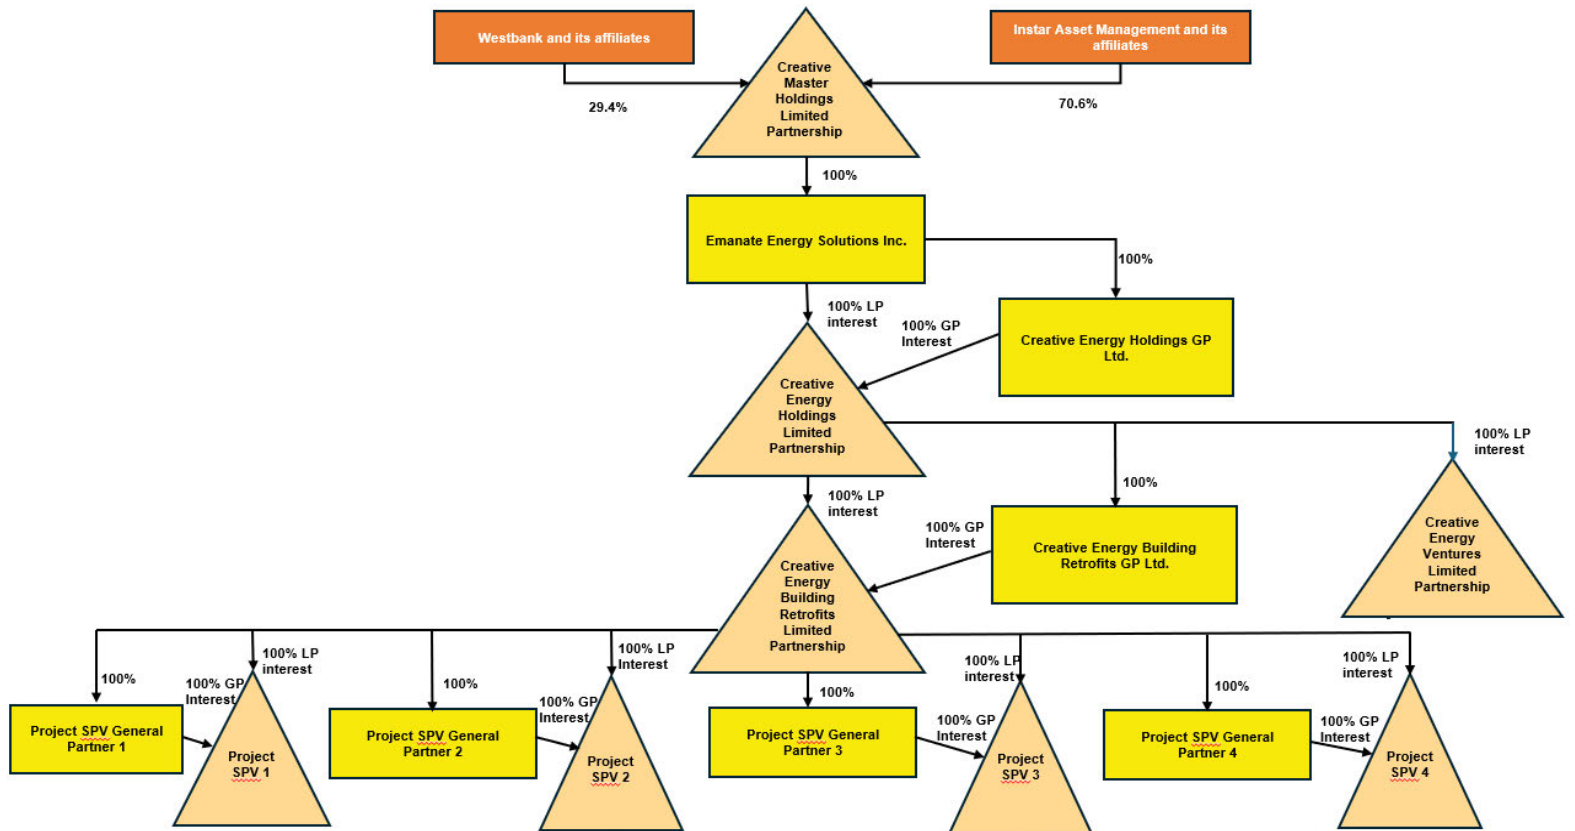 Westbank and its affiliates
Instar Asset Management and its
affiliates
Creative
Master
Holdings
Limited
Partnership
29.4%
70.6%
100%
Emanate Energy Solutions Inc.
100%
100% LP
interest
100% GP
Interest
Creative Energy Holdings GP
Ltd.
Creative
Energy
Holdings
Limited
Partnership
100% LP
interest
100%
100% LP
interest
100% GP
Interest
Creative Energy Building
Retrofits GP Ltd.
Creative
Energy
Ventures
Limited
Partnership
Creative
Energy
Building
Retrofits
Limited
Partnership
100%
100% LP
interest
100% GP
Interest
Project SPV General
Partner 1
Project
SPV 1
100%
100% LP
Interest
100% GP
Interest
Project SPV General
Partner 2
Project
SPV 2
100%
100% LP
interest
100% GP
Interest
Project SPV General
Partner 3
Project
SPV 3
100%
100% LP
interest
100% GP
Interest
Project SPV General
Partner 4
Project
SPV 4